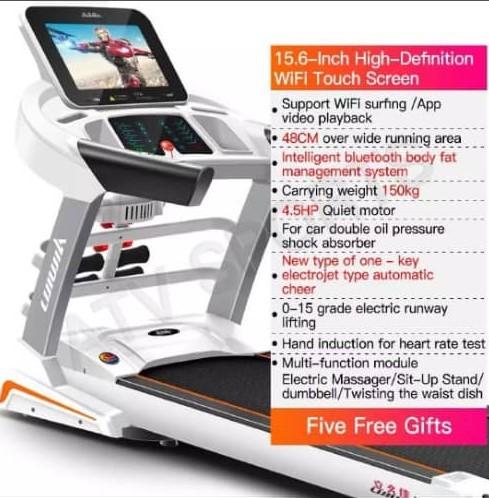 15.6-Inch High-Definition
WiFi Touch Screen
• Support WiFi surfing /App
video playback
• 48CM over wide running area
• Intelligent bluetooth body fat
management system
• Carrying weight 150kg
• 4.5HP Quiet motor
• For car double oil pressure
shock absorber
New type of one - key
• electrojet type automatic
cheer
• 0-15 grade electric runway
lifting
• Hand induction for heart rate test
• Multi-function module
Electric Massager/Sit-Up Stand/
dumbbell/Twisting the waist dish
Five Free Gifts